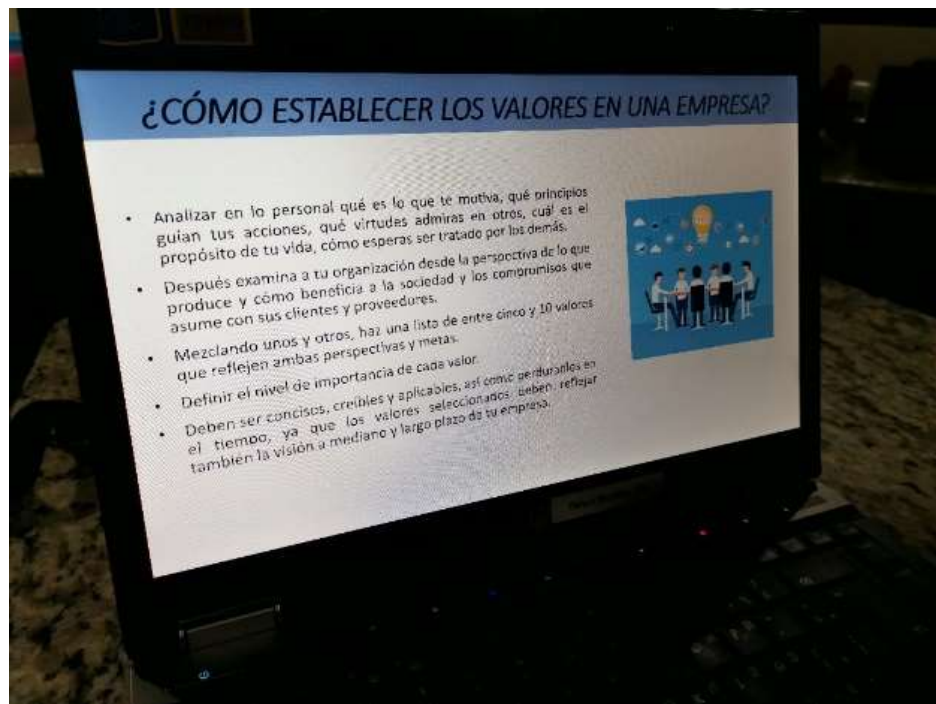 ¿CÓMO ESTABLECER LOS VALORES EN UNA EMPRESA?
• Analizar en lo personal qué es lo que te motiva, qué principios
guían tus acciones, qué virtudes admiras en otros, cuál es el
propósito de tu vida, cómo esperas ser tratado por los demás.
• Después examina a tu organización desde la perspectiva de lo que
produce y cómo beneficia a la sociedad y los compromisos que
asume con sus clientes y proveedores.
• Mezclando unos y otros, haz una lista de entre cinco y 10 valores
que reflejen ambas perspectivas y metas.
• Definir el nivel de importancia de cada valor.
• Deben ser concisos, creíbles y aplicables, así como perdurables en
el tiempo, ya que los valores seleccionados deben reflejar
también la visión a mediano y largo plazo de tu empresa.